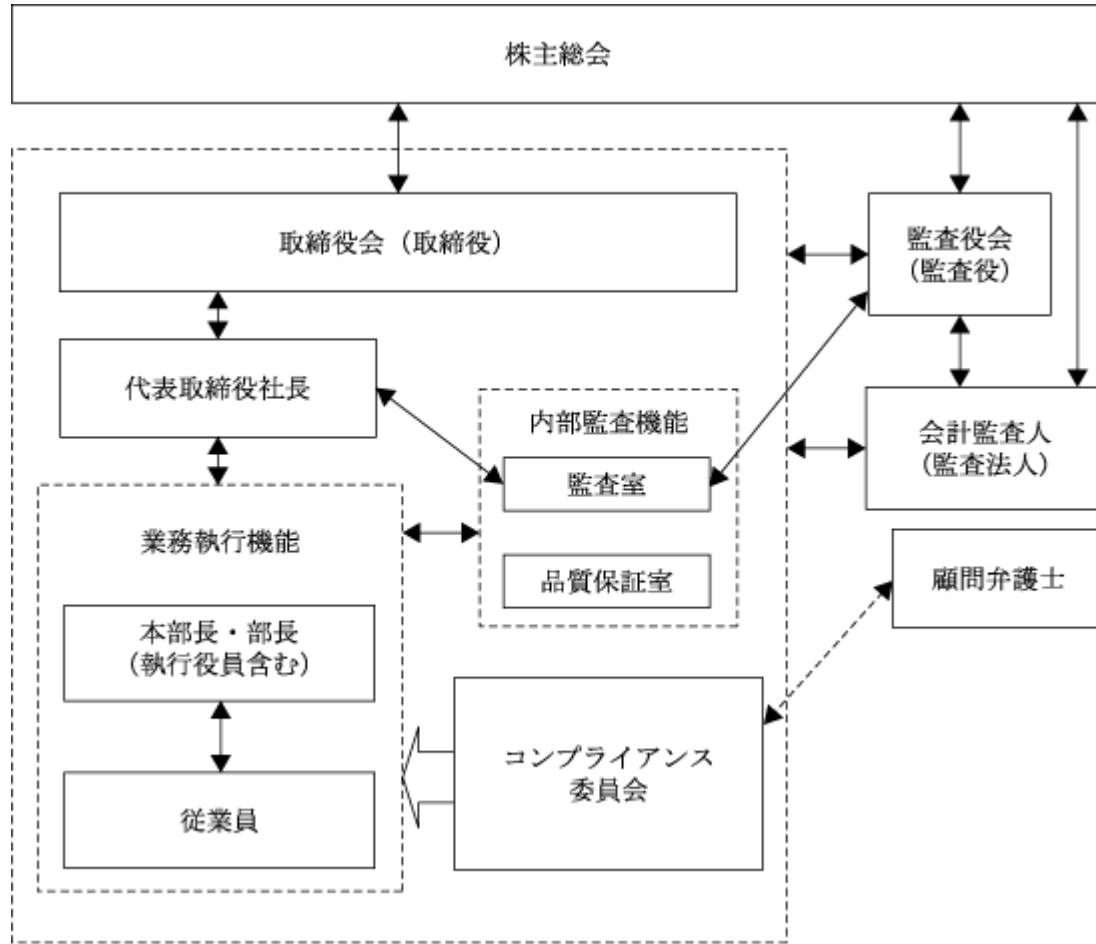 株主総会
取締役会（取締役）
監査役会
（監査役）
代表取締役社長
内部監査機能
会計監査人
（監査法人）
監査室
業務執行機能
品質保証室
顧問弁護士
本部長・部長
（執行役員含む）
コンプライアンス
委員会
従業員